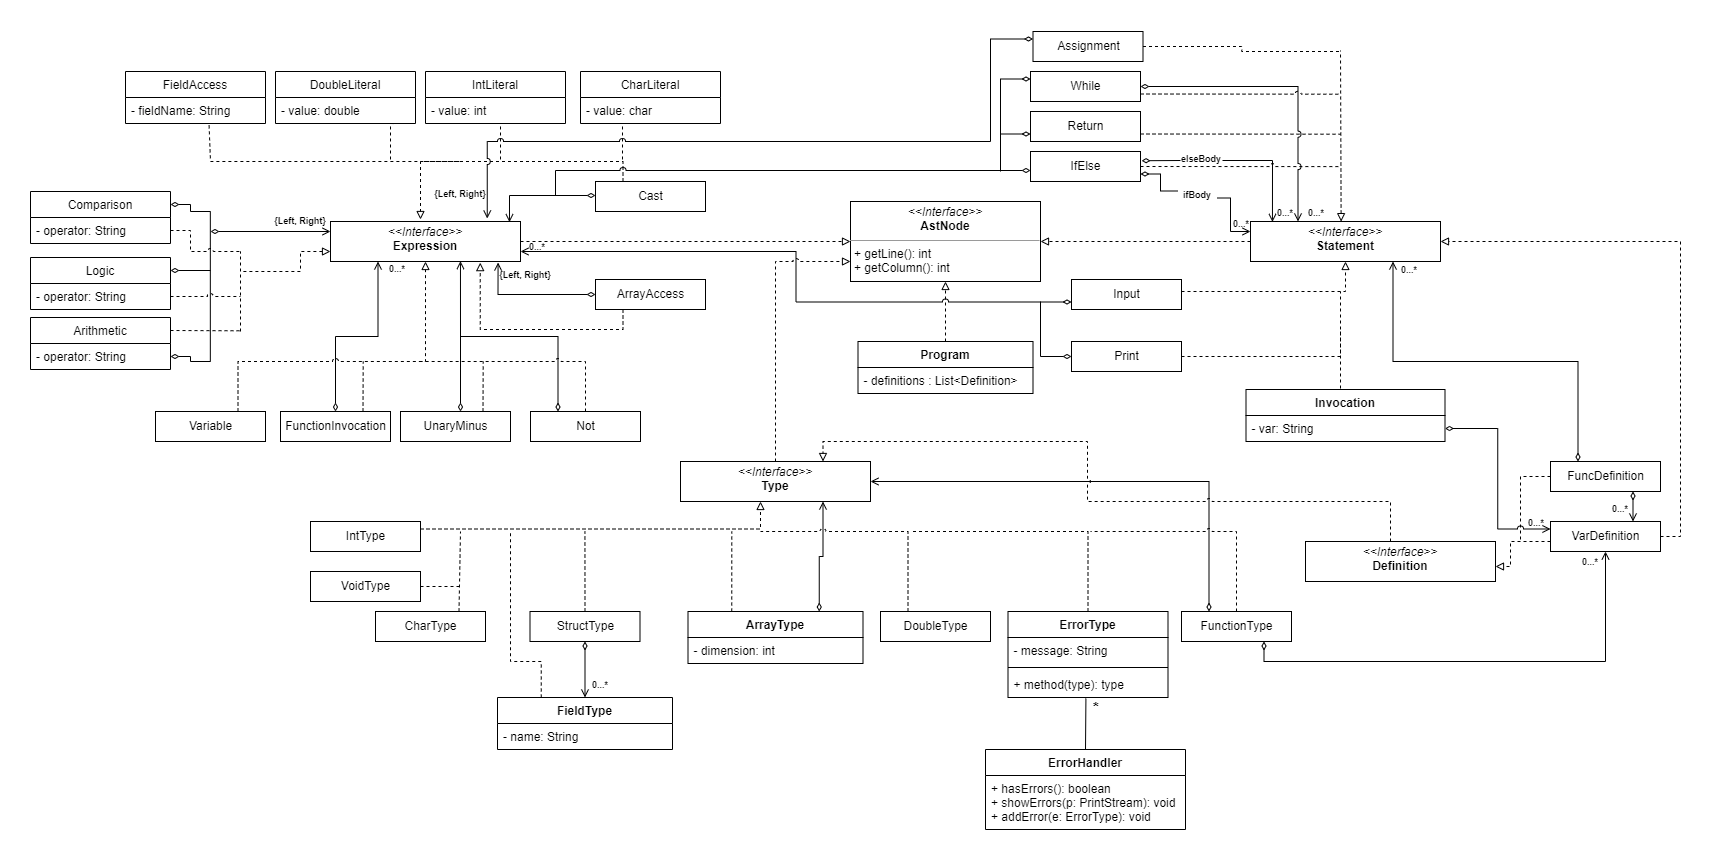 Assignment
FieldAccess
- fieldName: String
DoubleLiteral
- value: double
IntLiteral
- value: int
CharLiteral
- value: char
While
Return
IfElse
elseBody
ifBody
{Left, Right}
Cast
Comparison
- operator: String
{Left, Right}
<<Interface>>
Expression
0...*
<<Interface>>
AstNode
+ getLine(): int
+ getColumn(): int
0...*
0...*
0...*
<<Interface>>
Statement
Logic
- operator: String
0...*
{Left, Right}
ArrayAccess
Input
0...*
Arithmetic
- operator: String
Program
- definitions : List<Definition>
Print
Variable
FunctionInvocation
UnaryMinus
Not
Invocation
- var: String
<<Interface>>
Type
FuncDefinition
0...*
0...*
VarDefinition
0...*
<<Interface>>
Definition
IntType
VoidType
CharType
StructType
0...*
ArrayType
- dimension: int
DoubleType
ErrorType
- message: String
+ method(type): type
FunctionType
FieldType
- name: String
*
ErrorHandler
+ hasErrors(): boolean
+ showErrors(p: PrintStream): void
+ addError(e: ErrorType): void